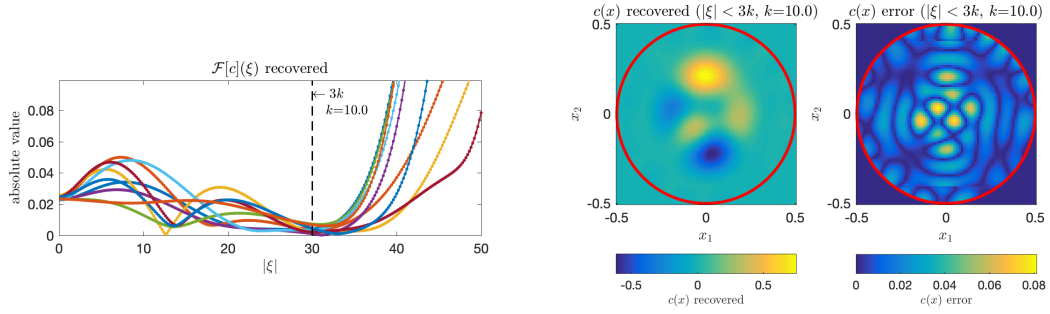 𝓕[c](ξ) recovered
absolute value
0.08
0.06
0.04
0.02
0
← 3k
k=10.0
0 10 20 30 40 50
|ξ|
c(x) recovered (|ξ| < 3k, k=10.0)
0.5
0
-0.5
x₂
-0.5 0 0.5
x₁
-0.5 0 0.5
c(x) recovered
c(x) error (|ξ| < 3k, k=10.0)
0.5
0
-0.5
x₂
-0.5 0 0.5
x₁
0 0.02 0.04 0.06 0.08
c(x) error